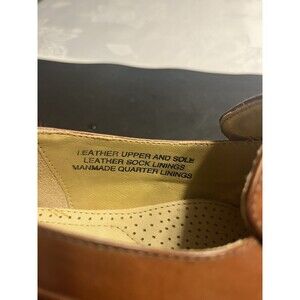 LEATHER UPPER AND SOLE
LEATHER SOCK LININGS
MANMADE QUARTER LININGS